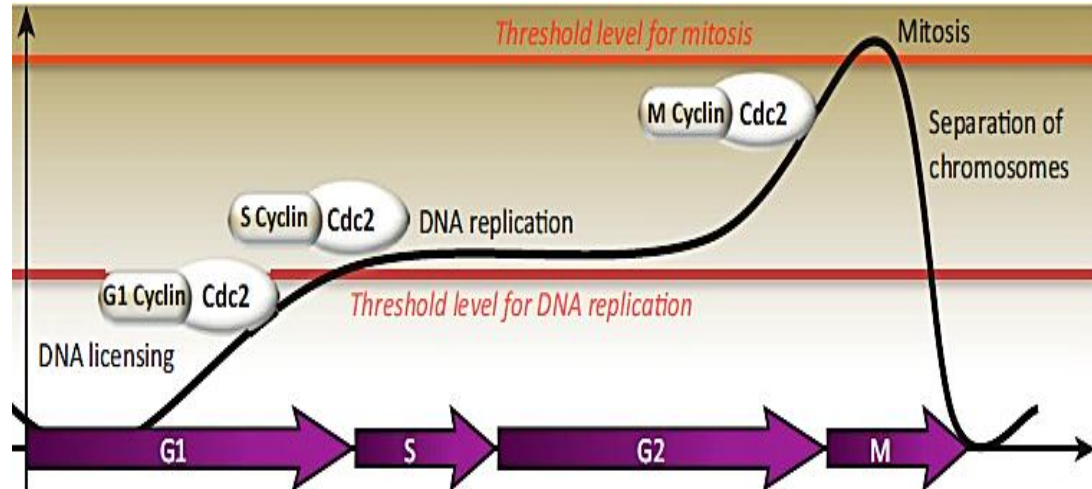 Threshold level for mitosis
Mitosis
M Cyclin Cdc2
Separation of
chromosomes
S Cyclin Cdc2
DNA replication
G1 Cyclin Cdc2
Threshold level for DNA replication
DNA licensing
G1 S G2 M